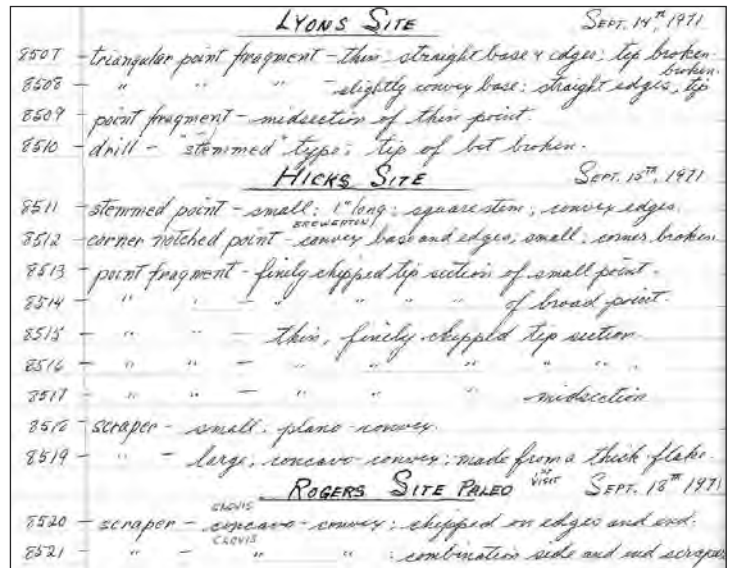 LYONS SITE SEPT. 14TH, 1971
8507 - triangular point fragment - thin; straight base & edges; tip broken.
8508 - " " " - slightly convex base; straight edges; tip broken.
8509 - point fragment - midsection of thin point.
8510 - drill - "stemmed" type; tip of bit broken.
HICKS SITE SEPT. 15TH, 1971
8511 - stemmed point - small; 1" long; square stem; convex edges.
BREWERTON
8512 - corner notched point - convex base and edges; small; corner broken
8513 - point fragment - finely chipped tip section of small point.
8514 - " " - " " " " of broad point.
8515 - " " - thin, finely chipped tip section.
8516 - " " - " " " " "
8517 - " " - " " " midsection
8518 - scraper - small; plano-convex.
8519 - " - large; concavo-convex; made from a thick flake.
ROGERS SITE PALEO 1ST VISIT SEPT. 18TH 1971
CLOVIS
8520 - scraper - concavo-convex; chipped on edges and end.
CLOVIS
8521 - " - " " ; combination side and end scraper